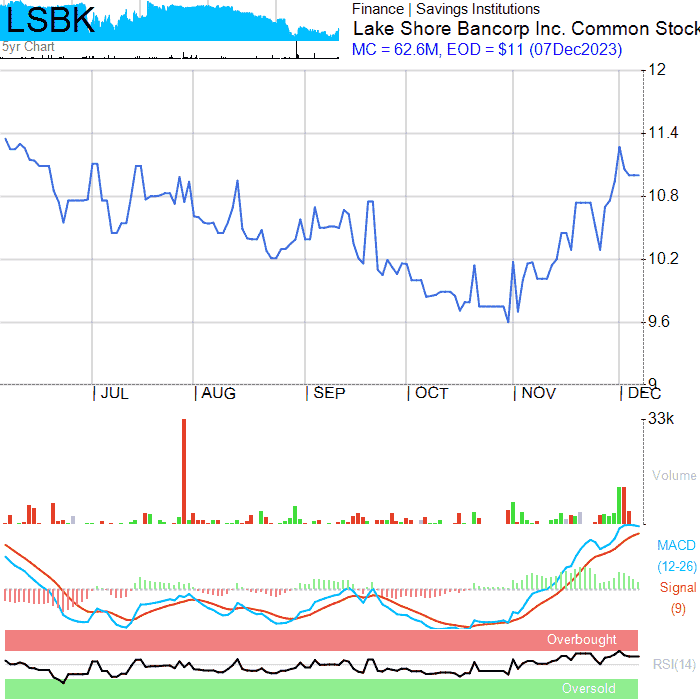 LSBK
5yr Chart
Finance | Savings Institutions
Lake Shore Bancorp Inc. Common Stock
MC = 62.6M, EOD = $11 (07Dec2023)
12
11.4
10.8
10.2
9.6
9
JUL
AUG
SEP
OCT
NOV
DEC
33k
Volume
MACD
(12-26)
Signal
(9)
Overbought
RSI(14)
Oversold